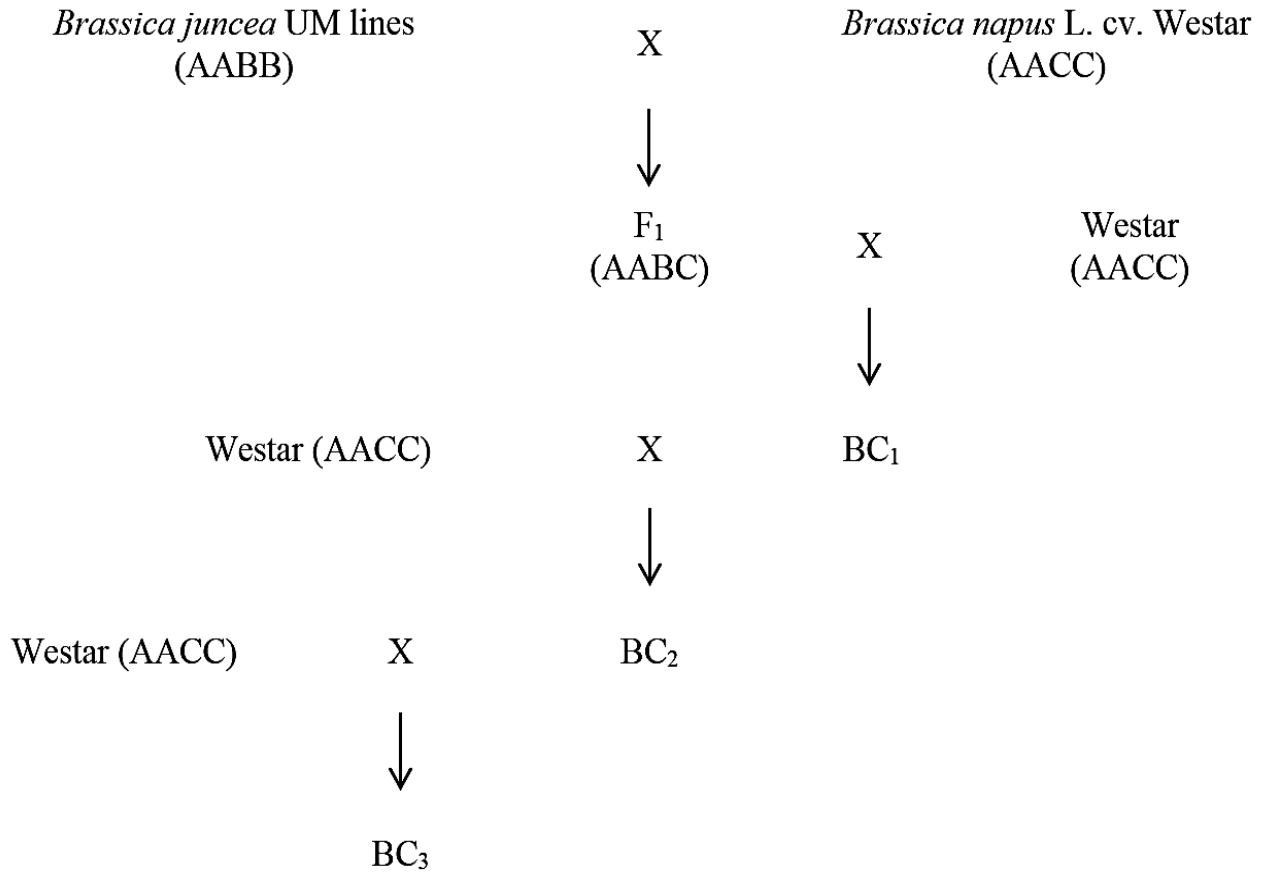 Brassica juncea UM lines
(AABB)
X
Brassica napus L. cv. Westar
(AACC)
F₁
(AABC)
X
Westar
(AACC)
Westar (AACC)
X
BC₁
Westar (AACC)
X
BC₂
BC₃